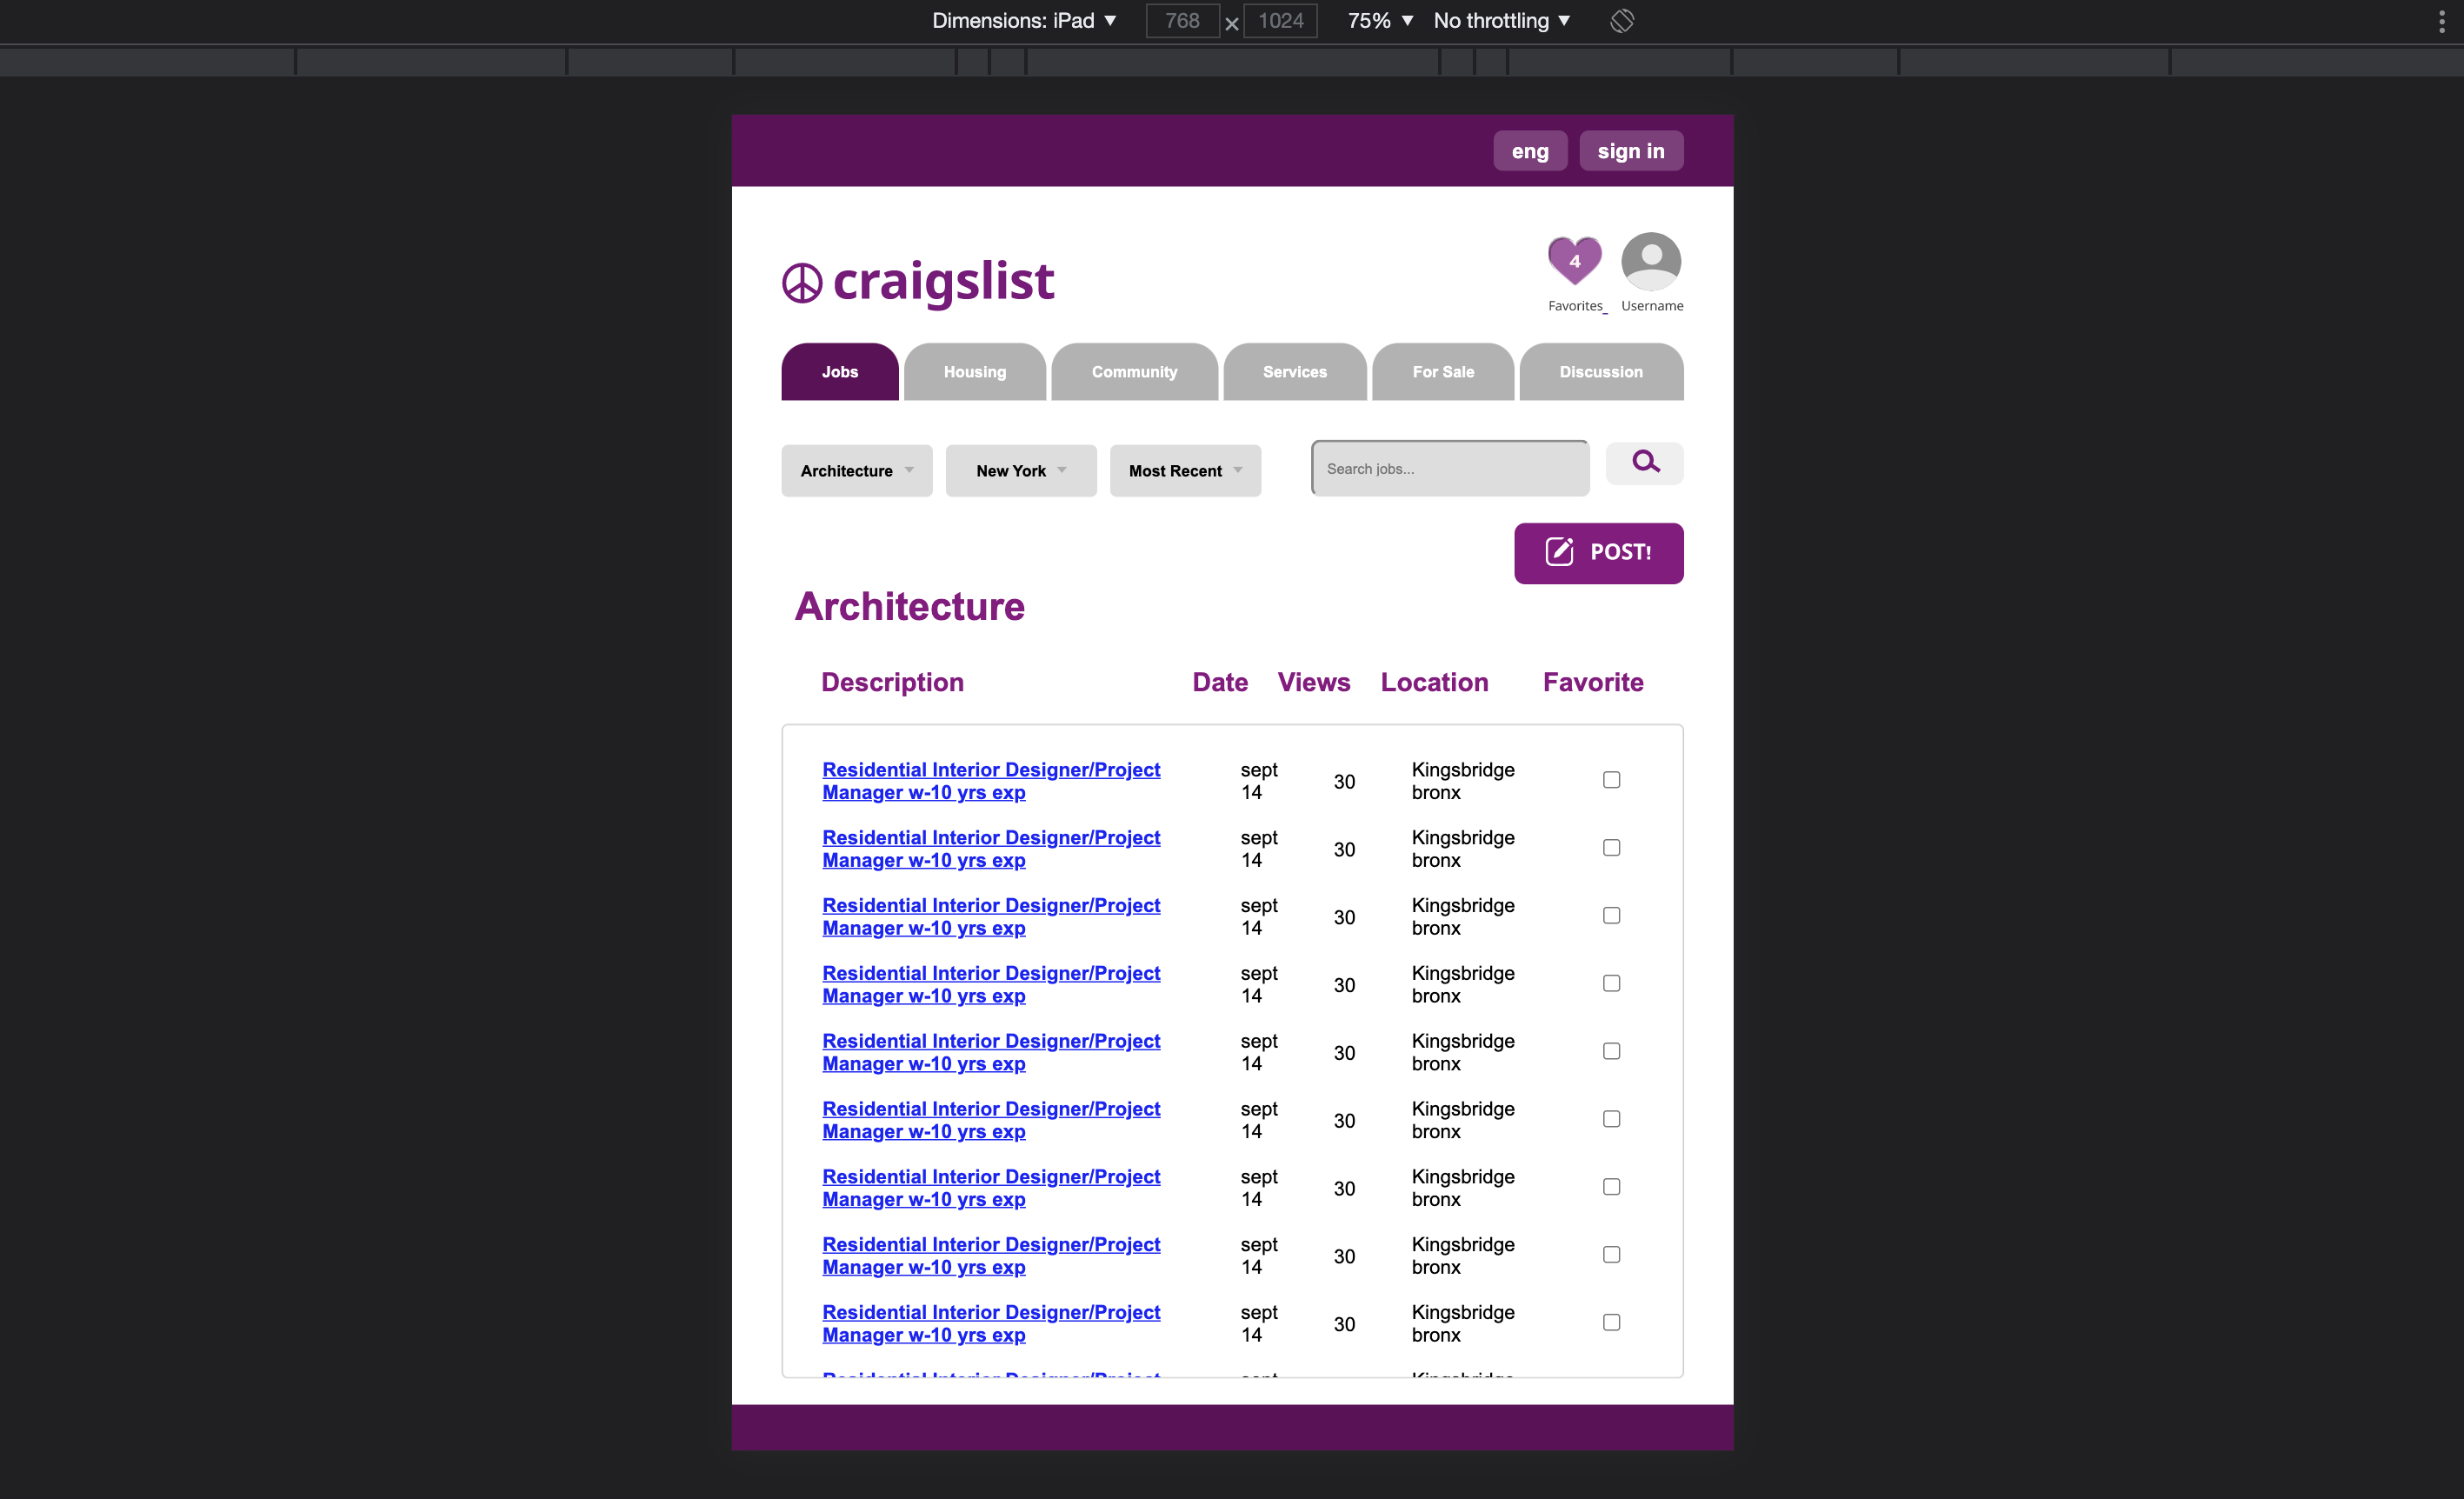 Dimensions: iPad ▼ 768 × 1024 75% ▼ No throttling ▼
eng sign in
craigslist
4
Favorites_ Username
Jobs Housing Community Services For Sale Discussion
Architecture New York Most Recent Search jobs...
POST!
Architecture
Description Date Views Location Favorite
Residential Interior Designer/Project sept Kingsbridge
Manager w-10 yrs exp 14 30 bronx
Residential Interior Designer/Project sept Kingsbridge
Manager w-10 yrs exp 14 30 bronx
Residential Interior Designer/Project sept Kingsbridge
Manager w-10 yrs exp 14 30 bronx
Residential Interior Designer/Project sept Kingsbridge
Manager w-10 yrs exp 14 30 bronx
Residential Interior Designer/Project sept Kingsbridge
Manager w-10 yrs exp 14 30 bronx
Residential Interior Designer/Project sept Kingsbridge
Manager w-10 yrs exp 14 30 bronx
Residential Interior Designer/Project sept Kingsbridge
Manager w-10 yrs exp 14 30 bronx
Residential Interior Designer/Project sept Kingsbridge
Manager w-10 yrs exp 14 30 bronx
Residential Interior Designer/Project sept Kingsbridge
Manager w-10 yrs exp 14 30 bronx